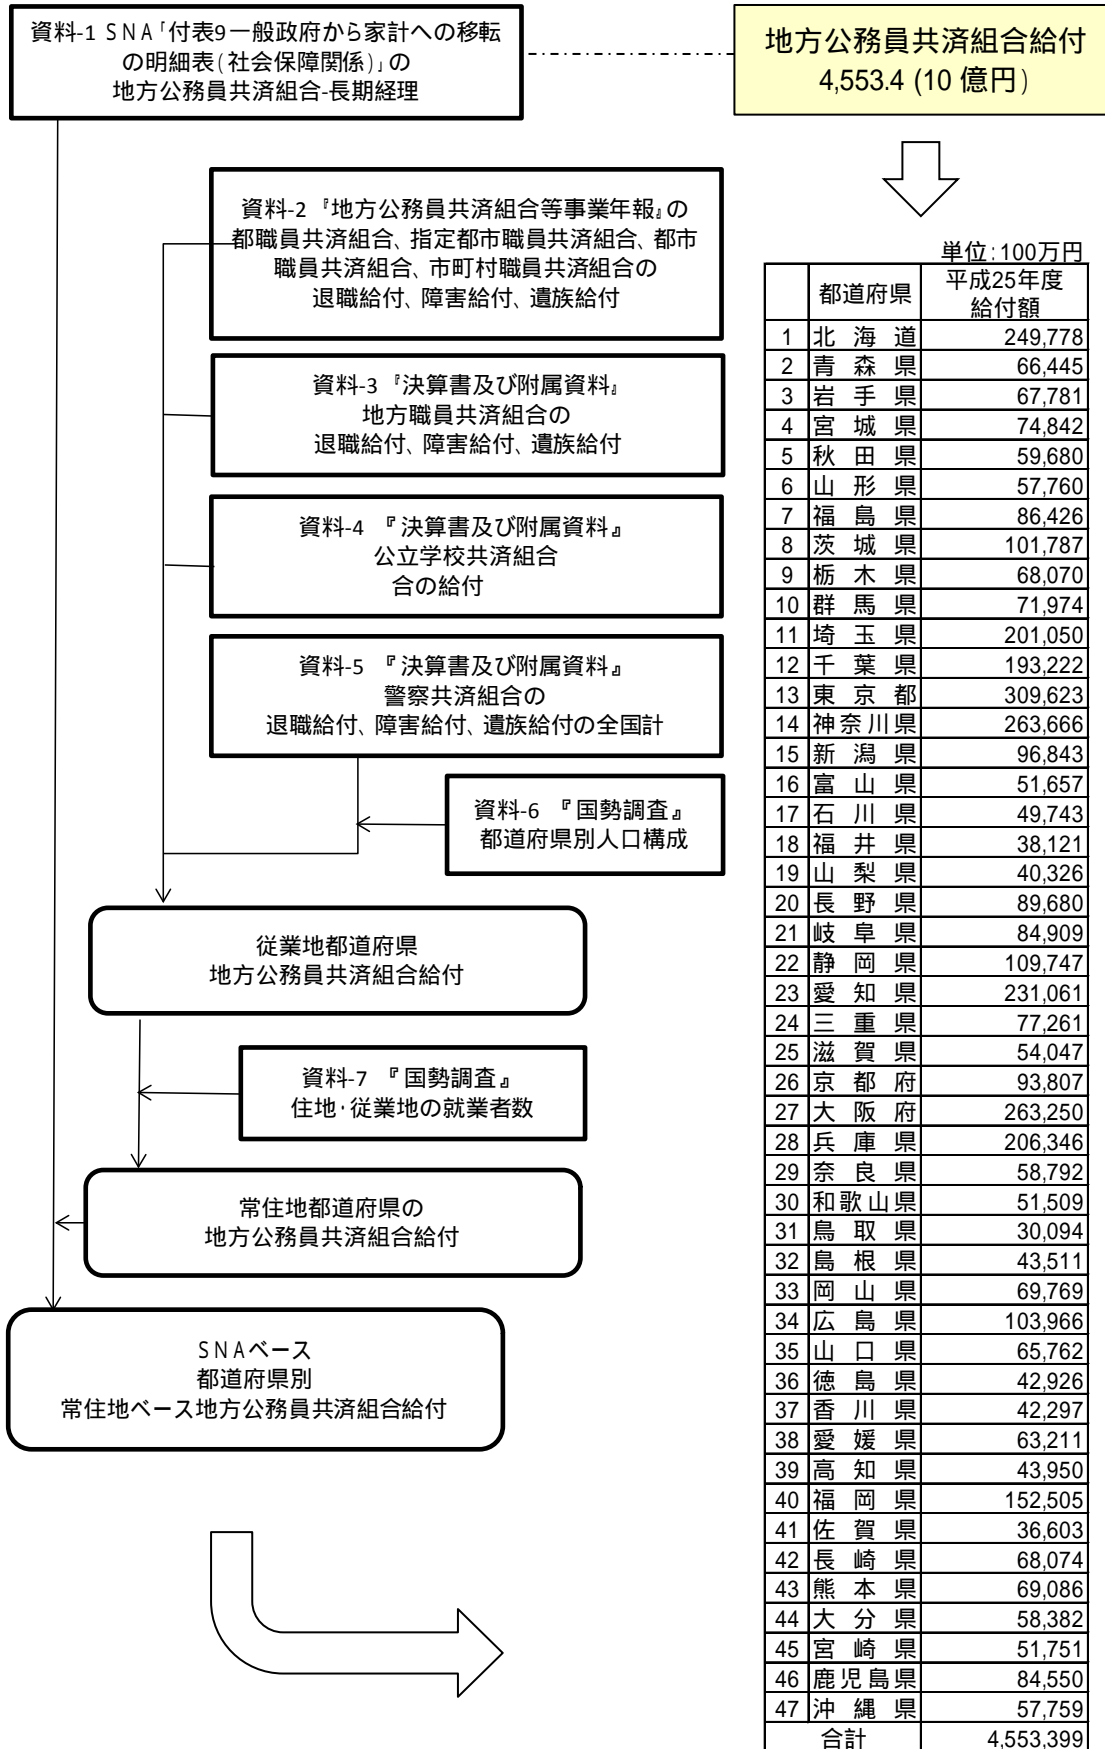 資料-1 SNA「付表9一般政府から家計への移転
の明細表(社会保障関係)」の
地方公務員共済組合-長期経理
地方公務員共済組合給付
4,553.4 (10 億円)
資料-2 『地方公務員共済組合等事業年報』の
都職員共済組合、指定都市職員共済組合、都市
職員共済組合、市町村職員共済組合の
退職給付、障害給付、遺族給付
資料-3 『決算書及び附属資料』
地方職員共済組合の
退職給付、障害給付、遺族給付
資料-4 『決算書及び附属資料』
公立学校共済組合
合の給付
資料-5 『決算書及び附属資料』
警察共済組合の
退職給付、障害給付、遺族給付の全国計
資料-6 『国勢調査』
都道府県別人口構成
従業地都道府県
地方公務員共済組合給付
資料-7 『国勢調査』
住地・従業地の就業者数
常住地都道府県の
地方公務員共済組合給付
SNAベース
都道府県別
常住地ベース地方公務員共済組合給付
単位:100万円
都道府県 平成25年度
給付額
1 北海道 249,778
2 青森県 66,445
3 岩手県 67,781
4 宮城県 74,842
5 秋田県 59,680
6 山形県 57,760
7 福島県 86,426
8 茨城県 101,787
9 栃木県 68,070
10 群馬県 71,974
11 埼玉県 201,050
12 千葉県 193,222
13 東京都 309,623
14 神奈川県 263,666
15 新潟県 96,843
16 富山県 51,657
17 石川県 49,743
18 福井県 38,121
19 山梨県 40,326
20 長野県 89,680
21 岐阜県 84,909
22 静岡県 109,747
23 愛知県 231,061
24 三重県 77,261
25 滋賀県 54,047
26 京都府 93,807
27 大阪府 263,250
28 兵庫県 206,346
29 奈良県 58,792
30 和歌山県 51,509
31 鳥取県 30,094
32 島根県 43,511
33 岡山県 69,769
34 広島県 103,966
35 山口県 65,762
36 徳島県 42,926
37 香川県 42,297
38 愛媛県 63,211
39 高知県 43,950
40 福岡県 152,505
41 佐賀県 36,603
42 長崎県 68,074
43 熊本県 69,086
44 大分県 58,382
45 宮崎県 51,751
46 鹿児島県 84,550
47 沖縄県 57,759
合計 4,553,399